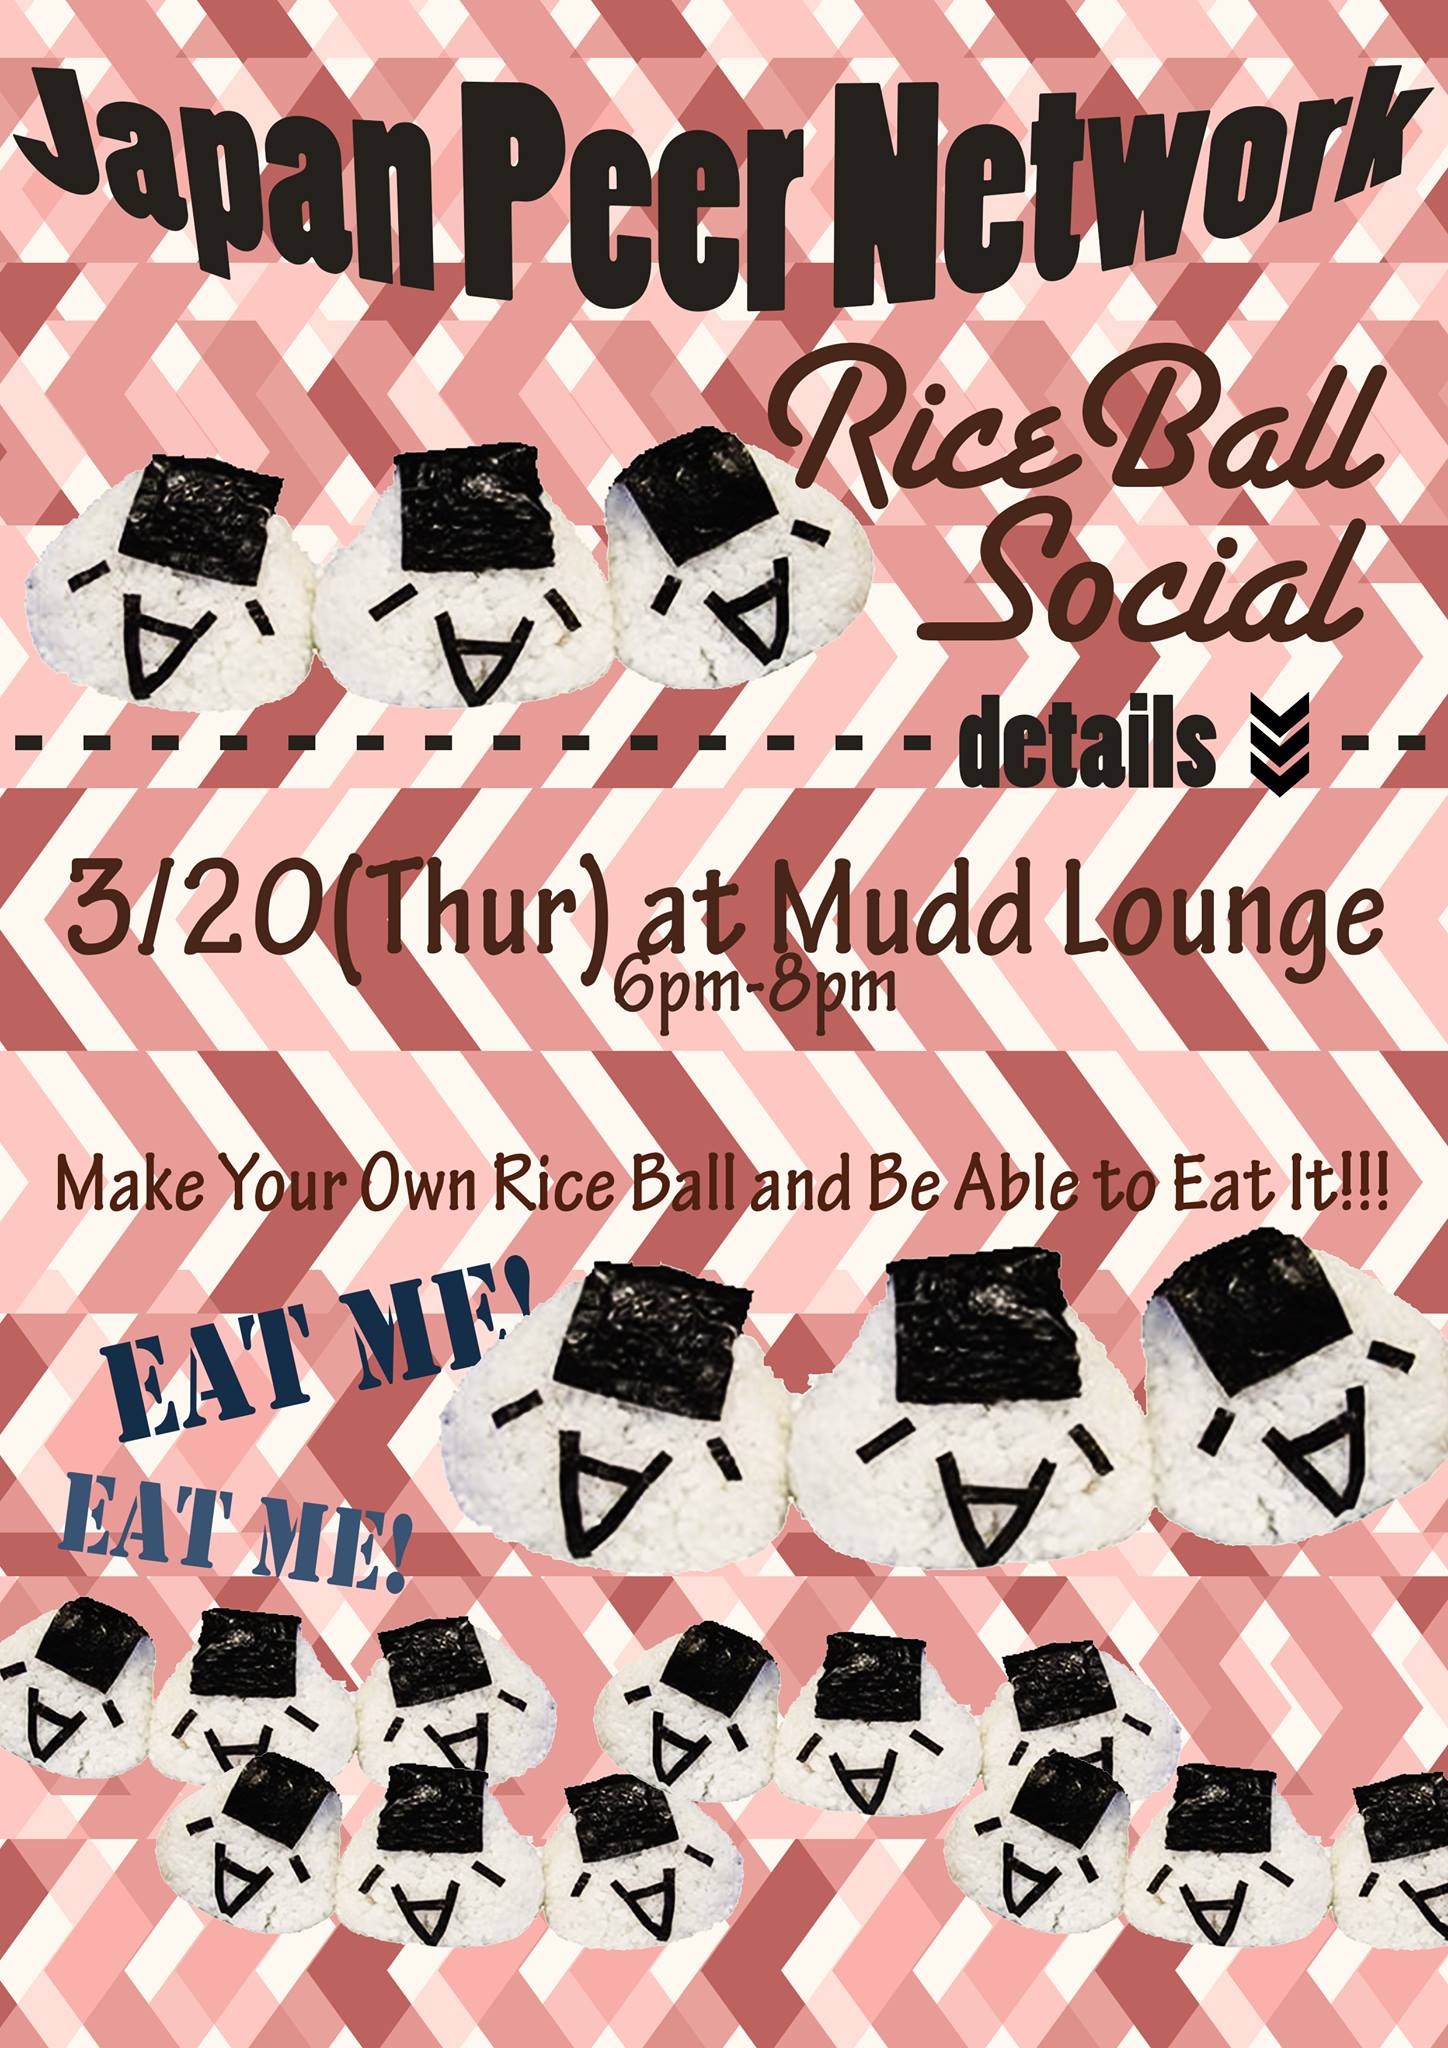 Japan Peer Network
Rice Ball
Social
details
3/20(Thur) at Mudd Lounge
6pm-8pm
Make Your Own Rice Ball and Be Able to Eat It!!!
EAT ME!
EAT ME!